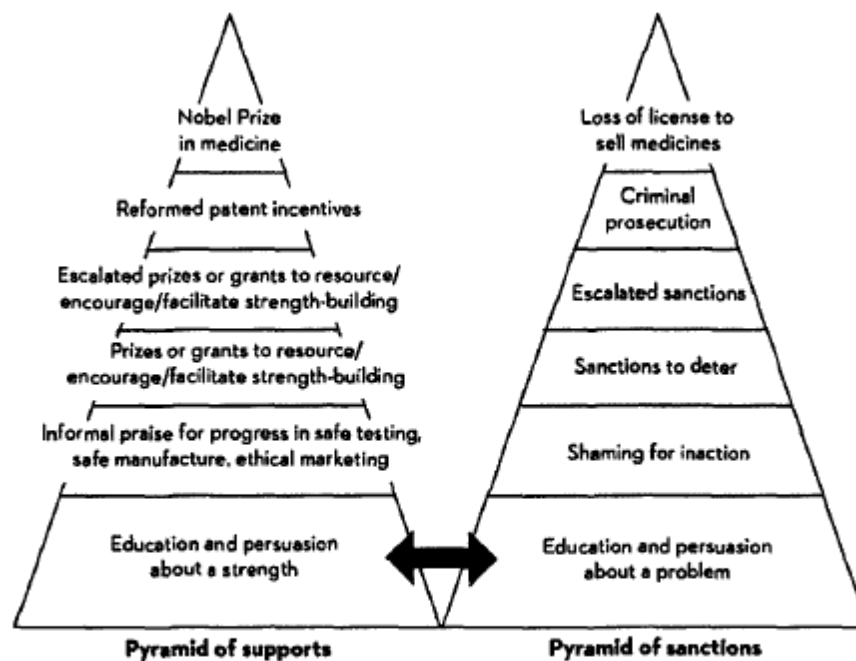 Nobel Prize
in medicine
Reformed patent incentives
Escalated prizes or grants to resource/
encourage/facilitate strength-building
Prizes or grants to resource/
encourage/facilitate strength-building
Informal praise for progress in safe testing,
safe manufacture, ethical marketing
Education and persuasion
about a strength
Pyramid of supports
Loss of license to
sell medicines
Criminal
prosecution
Escalated sanctions
Sanctions to deter
Shaming for inaction
Education and persuasion
about a problem
Pyramid of sanctions